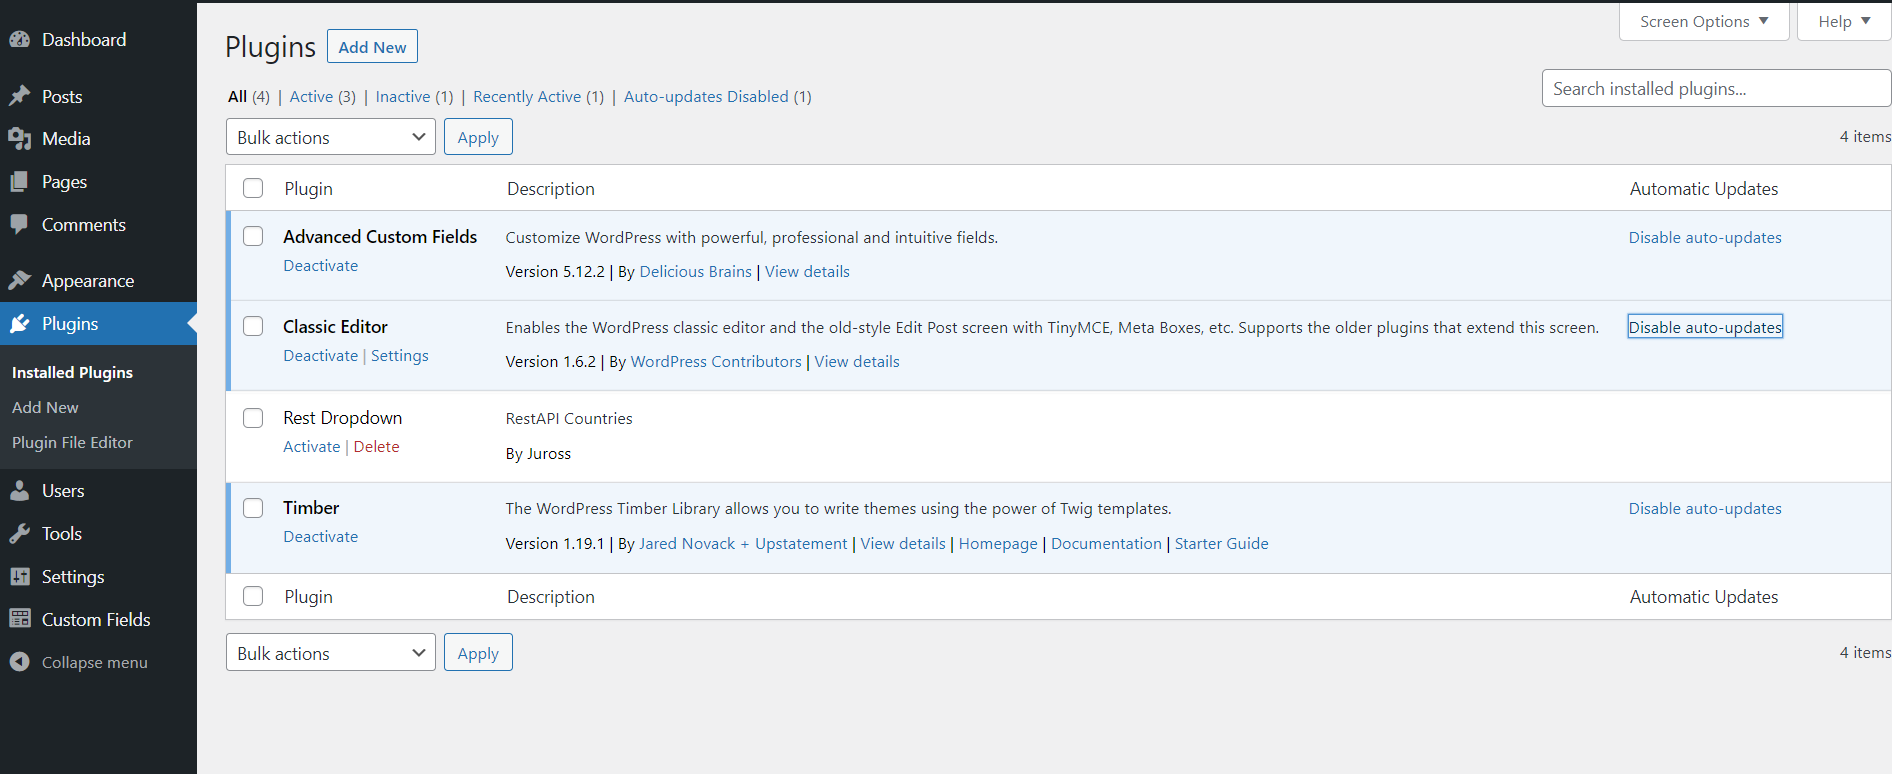 Dashboard
Posts
Media
Pages
Comments
Appearance
Plugins
Installed Plugins
Add New
Plugin File Editor
Users
Tools
Settings
Custom Fields
Collapse menu
Screen Options
Help
Plugins Add New
All (4) | Active (3) | Inactive (1) | Recently Active (1) | Auto-updates Disabled (1)
Search installed plugins...
Bulk actions Apply
4 items
Plugin Description Automatic Updates
Advanced Custom Fields Customize WordPress with powerful, professional and intuitive fields. Disable auto-updates
Deactivate
Version 5.12.2 | By Delicious Brains | View details
Classic Editor Enables the WordPress classic editor and the old-style Edit Post screen with TinyMCE, Meta Boxes, etc. Supports the older plugins that extend this screen. Disable auto-updates
Deactivate | Settings
Version 1.6.2 | By WordPress Contributors | View details
Rest Dropdown RestAPI Countries
Activate | Delete
By Juross
Timber The WordPress Timber Library allows you to write themes using the power of Twig templates. Disable auto-updates
Deactivate
Version 1.19.1 | By Jared Novack + Upstatement | View details | Homepage | Documentation | Starter Guide
Plugin Description Automatic Updates
Bulk actions Apply
4 items